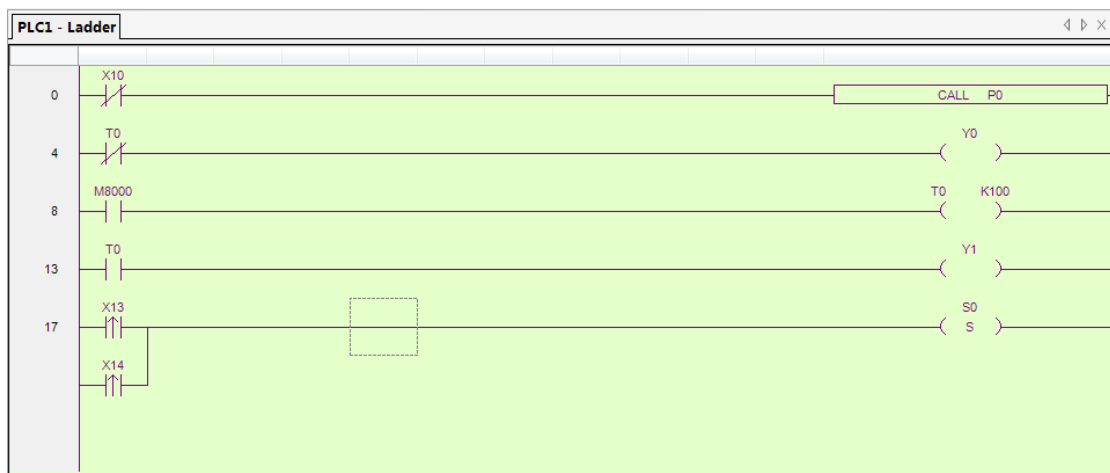 PLC1 - Ladder
X10
0 CALL P0
T0 Y0
4
M8000 T0 K100
8
T0 Y1
13
X13 S0
17 S
X14